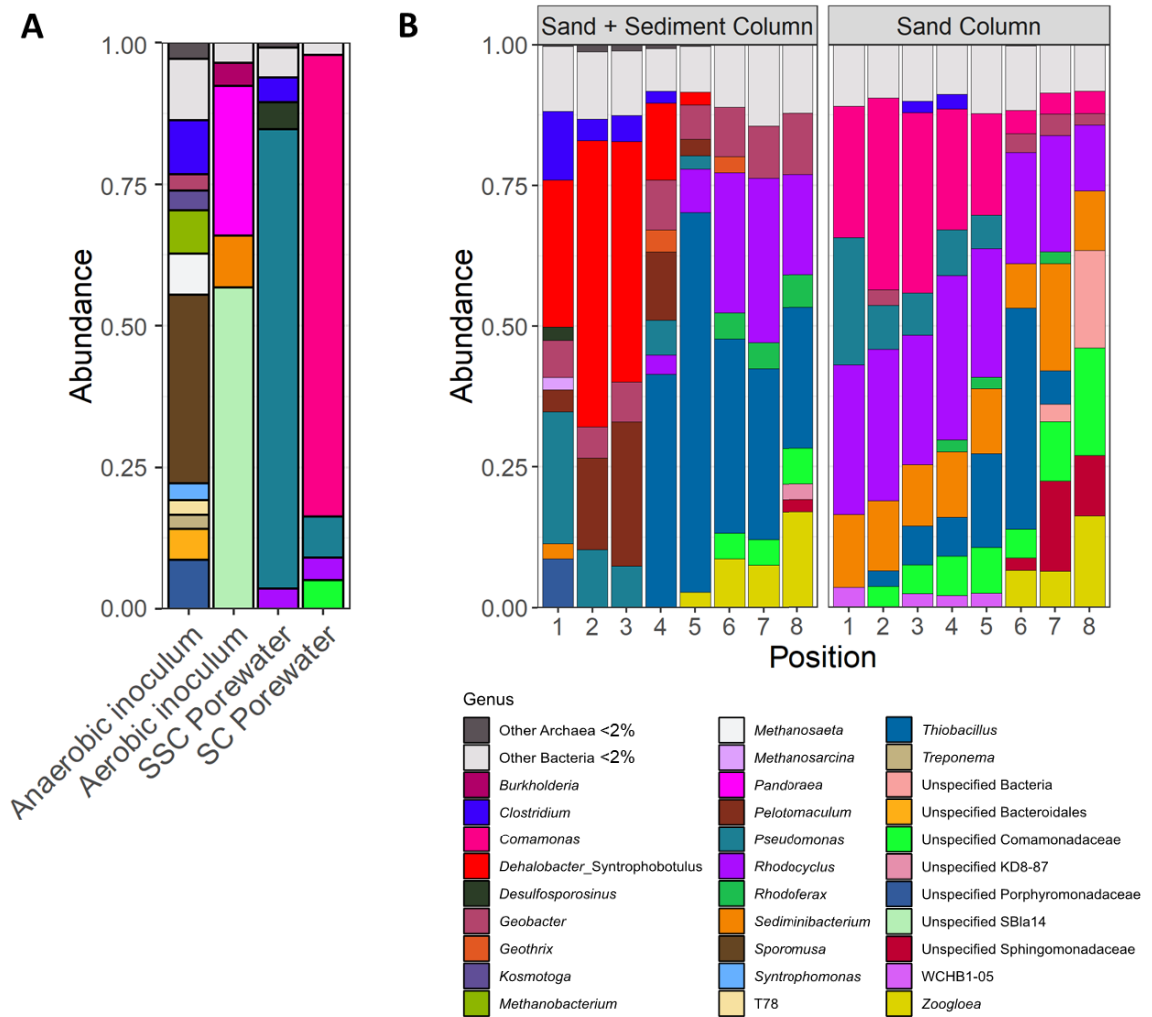 A
B
Sand + Sediment Column
Sand Column
Abundance
1.00
0.75
0.50
0.25
0.00
Anaerobic inoculum
Aerobic inoculum
SSC Porewater
SC Porewater
Abundance
1.00
0.75
0.50
0.25
0.00
1 2 3 4 5 6 7 8
1 2 3 4 5 6 7 8
Position
Genus
Other Archaea <2%
Other Bacteria <2%
Burkholderia
Clostridium
Comamonas
Dehalobacter_Syntrophobotulus
Desulfosporosinus
Geobacter
Geothrix
Kosmotoga
Methanobacterium
Methanosaeta
Methanosarcina
Pandoraea
Pelotomaculum
Pseudomonas
Rhodocyclus
Rhodoferax
Sediminibacterium
Sporomusa
Syntrophomonas
T78
Thiobacillus
Treponema
Unspecified Bacteria
Unspecified Bacteroidales
Unspecified Comamonadaceae
Unspecified KD8-87
Unspecified Porphyromonadaceae
Unspecified SBla14
Unspecified Sphingomonadaceae
WCHB1-05
Zoogloea